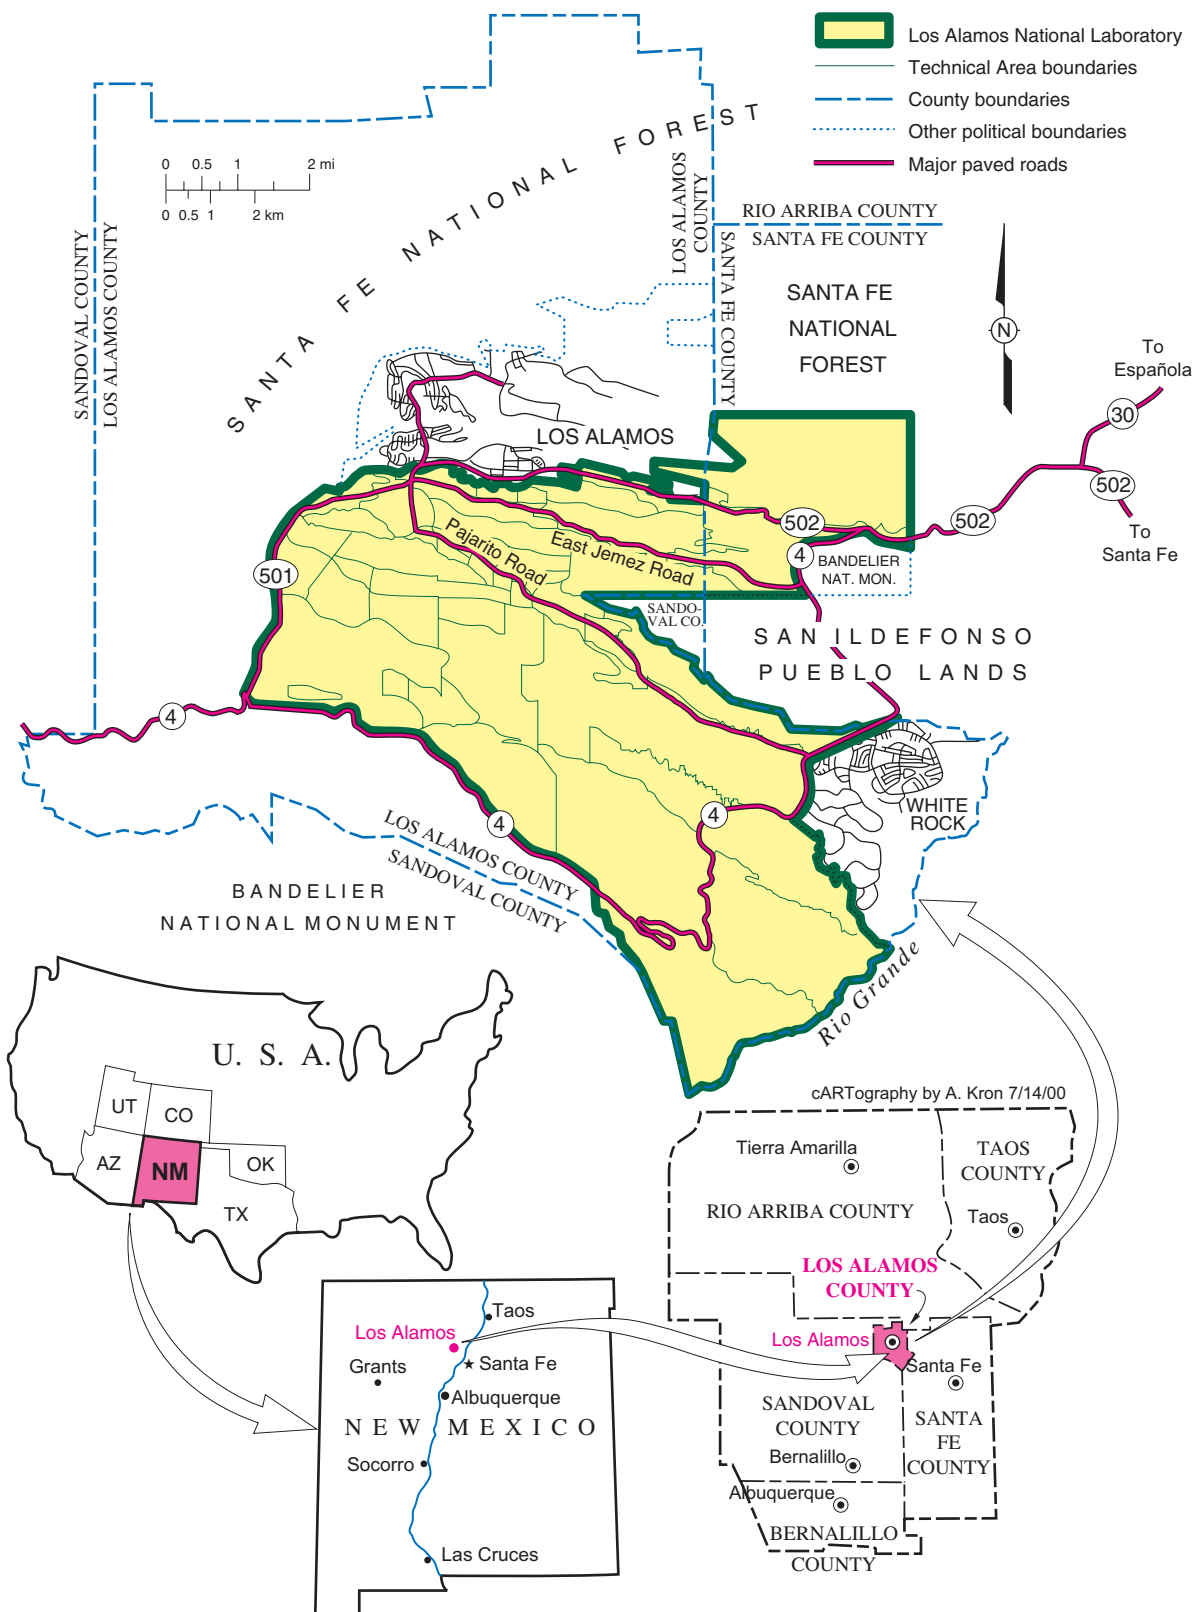 Los Alamos National Laboratory
Technical Area boundaries
County boundaries
Other political boundaries
Major paved roads
0 0.5 1 2 mi
0 0.5 1 2 km
SANTA FE NATIONAL FOREST
SANDOVAL COUNTY
LOS ALAMOS COUNTY
LOS ALAMOS
COUNTY
SANTA FE COUNTY
RIO ARRIBA COUNTY
SANTA FE COUNTY
SANTA FE
NATIONAL
FOREST
N
To
Española
30
502
To
Santa Fe
502
502
LOS ALAMOS
4
BANDELIER
NAT. MON.
501
Pajarito Road
East Jemez Road
SANDO-
VAL CO.
SAN ILDEFONSO
PUEBLO LANDS
4
WHITE
ROCK
4
4
LOS ALAMOS COUNTY
SANDOVAL COUNTY
BANDELIER
NATIONAL MONUMENT
Rio Grande
U. S. A.
UT
CO
AZ
NM
OK
TX
cARTography by A. Kron 7/14/00
Tierra Amarilla
TAOS
COUNTY
RIO ARRIBA COUNTY
Taos
LOS ALAMOS
COUNTY
Los Alamos
Santa Fe
SANDOVAL
COUNTY
SANTA
FE
COUNTY
Bernalillo
Albuquerque
BERNALILLO
COUNTY
Taos
Los Alamos
Grants
Santa Fe
Albuquerque
NEW MEXICO
Socorro
Las Cruces